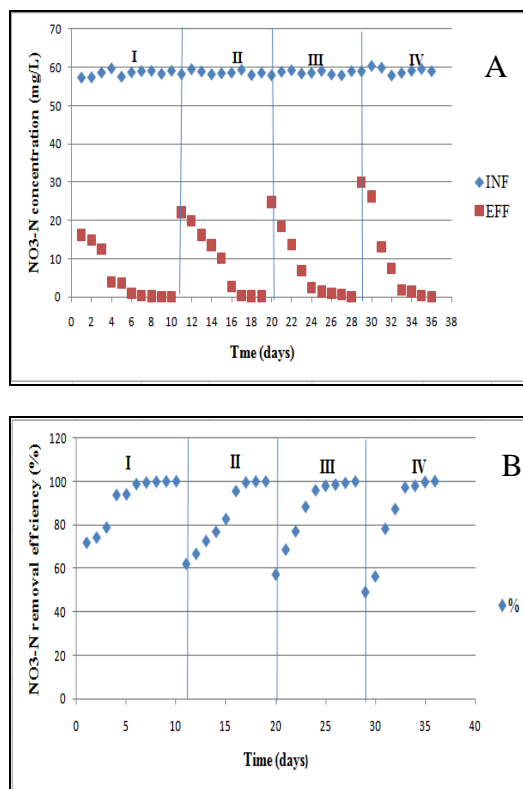 A
NO3-N concentration (mg/L)
70
60
50
40
30
20
10
0
I II III IV
INF
EFF
0 2 4 6 8 10 12 14 16 18 20 22 24 26 28 30 32 34 36 38
Tme (days)
B
NO3-N removal effciency (%)
120
100
80
60
40
20
0
I II III IV
%
0 5 10 15 20 25 30 35 40
Time (days)